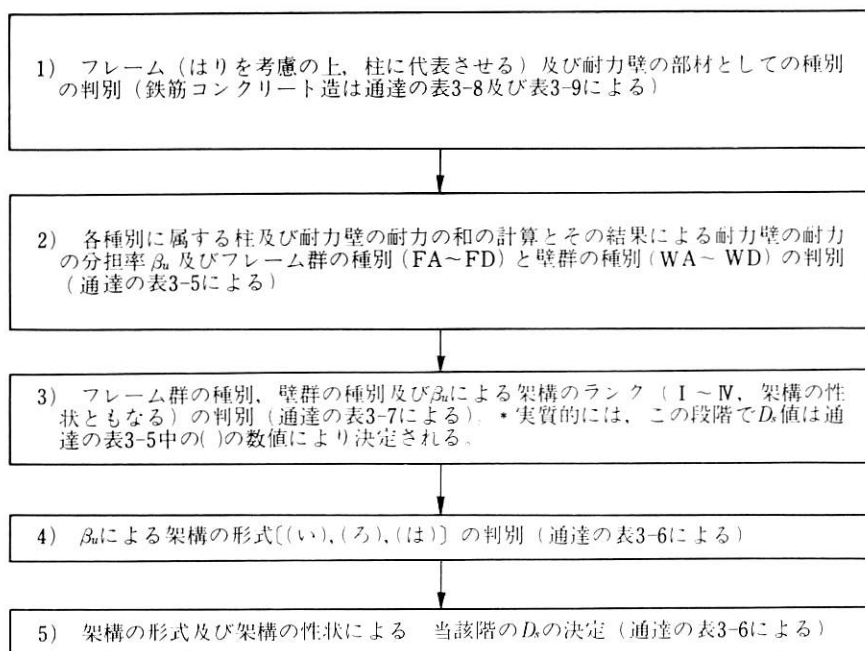 1) フレーム(はりを考慮の上,柱に代表させる)及び耐力壁の部材としての種別
の判別(鉄筋コンクリート造は通達の表3-8及び表3-9による)
2) 各種別に属する柱及び耐力壁の耐力の和の計算とその結果による耐力壁の耐力
の分担率βu 及びフレーム群の種別(FA~FD)と壁群の種別(WA~WD)の判別
(通達の表3-5による)
3) フレーム群の種別,壁群の種別及びβuによる架構のランク(Ⅰ~Ⅳ,架構の性
状ともなる)の判別(通達の表3-7による)。*実質的には,この段階でDs値は通
達の表3-5中の( )の数値により決定される。
4) βuによる架構の形式〔(い),(ろ),(は)〕の判別(通達の表3-6による)
5) 架構の形式及び架構の性状による 当該階のDsの決定(通達の表3-6による)